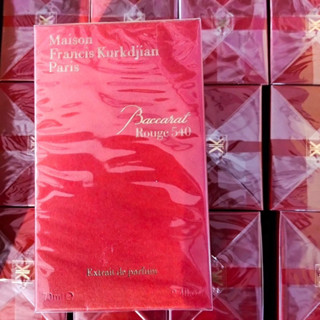 Maison
Francis Kurkdjian
Paris
Baccarat
Rouge 540
Extrait de parfum